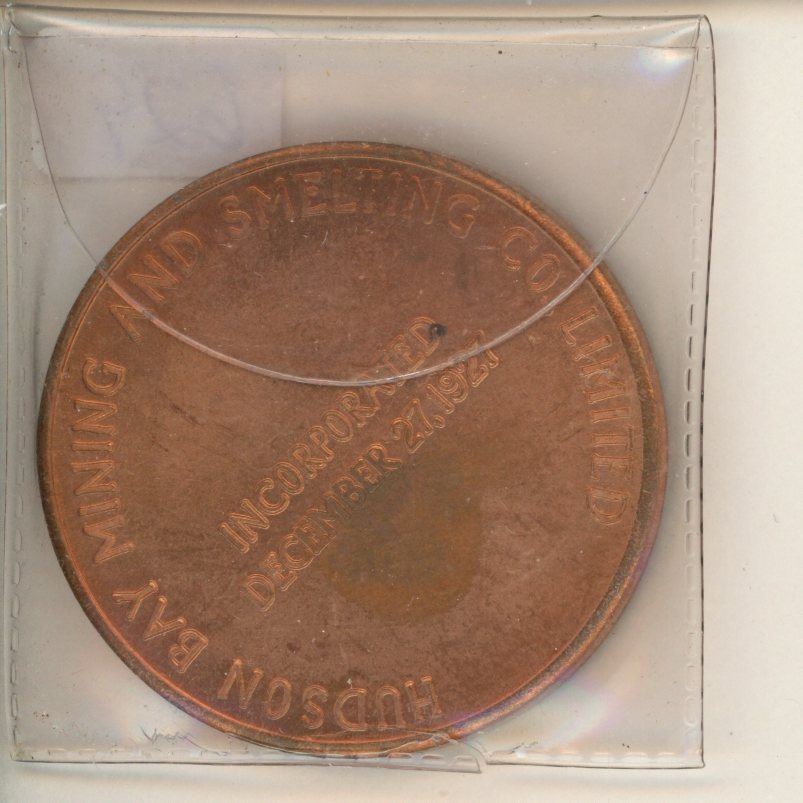 HUDSON BAY MINING AND SMELTING CO., LIMITED
INCORPORATED
DECEMBER 27, 1927